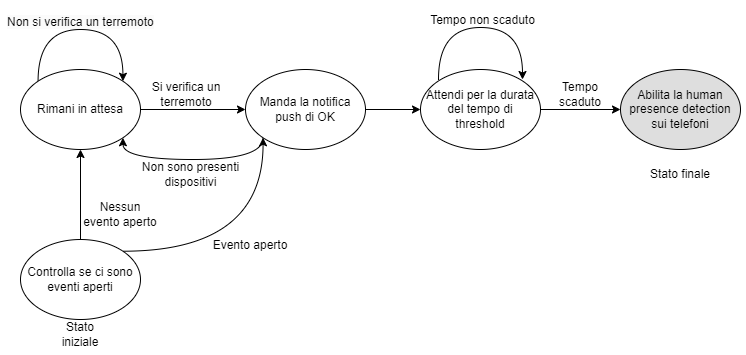 Non si verifica un terremoto
Tempo non scaduto
Rimani in attesa
Si verifica un
terremoto
Manda la notifica
push di OK
Attendi per la durata
del tempo di
threshold
Tempo
scaduto
Abilita la human
presence detection
sui telefoni
Non sono presenti
dispositivi
Stato finale
Nessun
evento aperto
Evento aperto
Controlla se ci sono
eventi aperti
Stato
iniziale